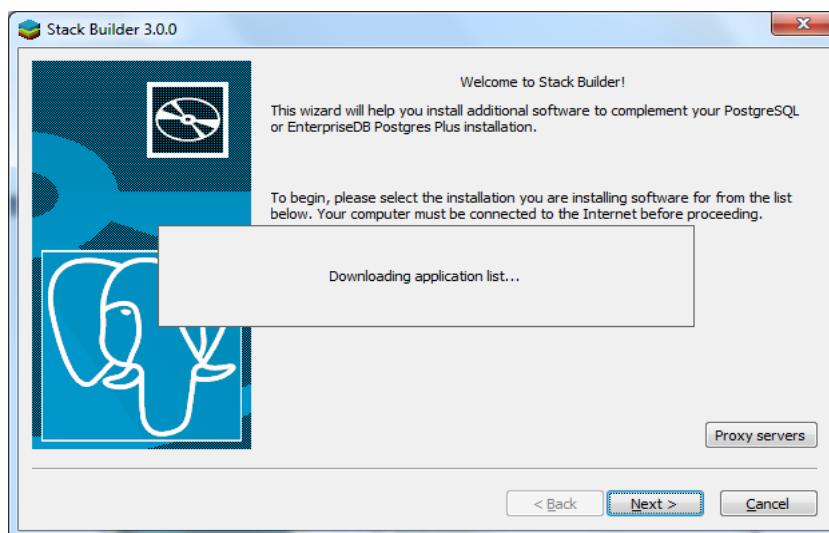 Stack Builder 3.0.0
Welcome to Stack Builder!
This wizard will help you install additional software to complement your PostgreSQL
or EnterpriseDB Postgres Plus installation.
To begin, please select the installation you are installing software for from the list
below. Your computer must be connected to the Internet before proceeding.
Downloading application list...
Proxy servers
< Back
Next >
Cancel